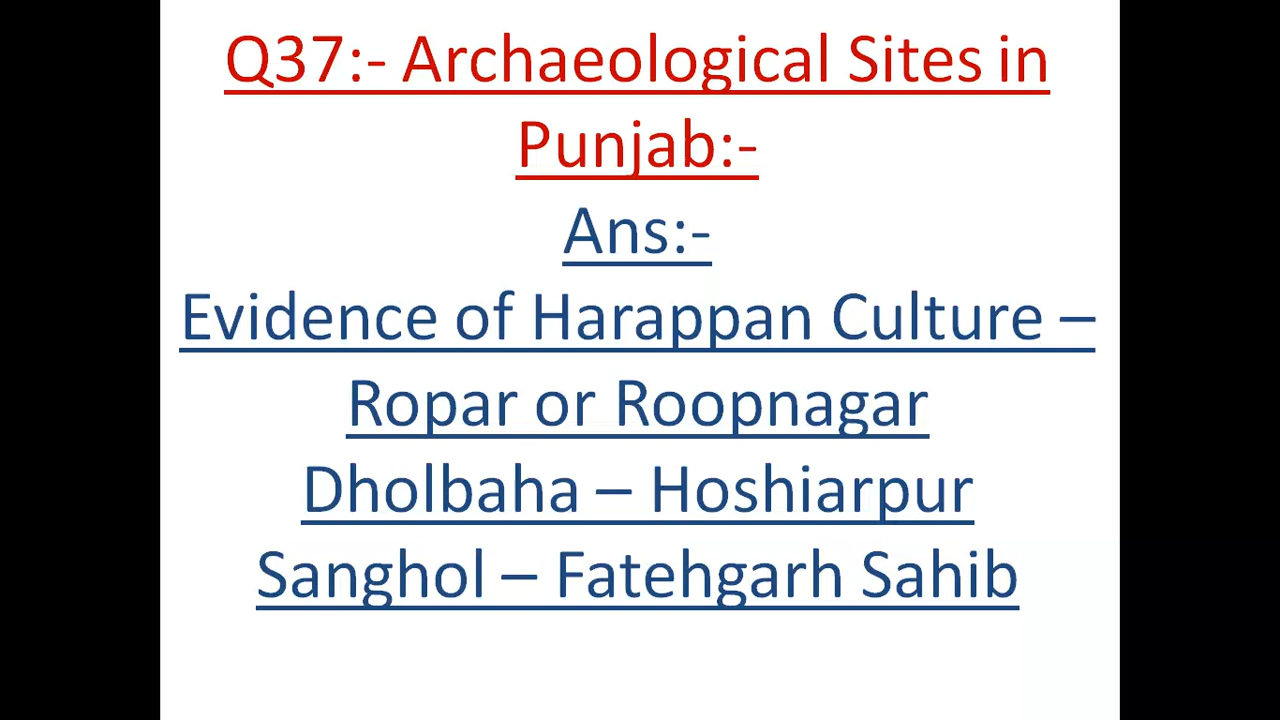 Q37:- Archaeological Sites in
Punjab:-
Ans:-
Evidence of Harappan Culture –
Ropar or Roopnagar
Dholbaha – Hoshiarpur
Sanghol – Fatehgarh Sahib